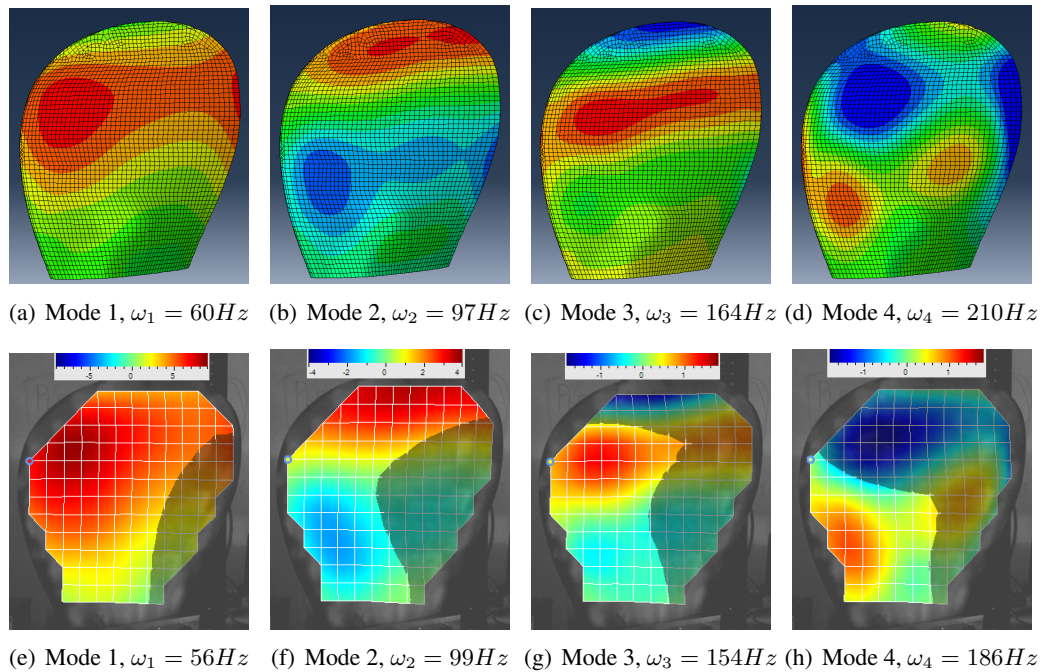 (a) Mode 1, ω₁ = 60Hz (b) Mode 2, ω₂ = 97Hz (c) Mode 3, ω₃ = 164Hz (d) Mode 4, ω₄ = 210Hz
-5 0 5
-4 -2 0 2 4
-1 0 1
-1 0 1
(e) Mode 1, ω₁ = 56Hz (f) Mode 2, ω₂ = 99Hz (g) Mode 3, ω₃ = 154Hz (h) Mode 4, ω₄ = 186Hz